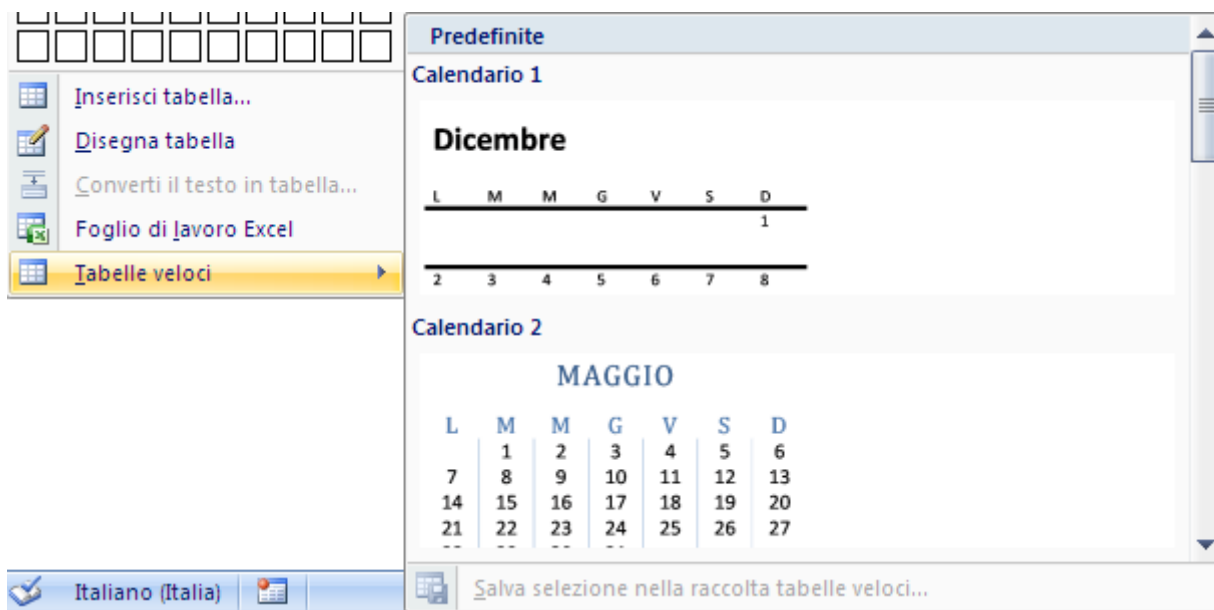 Inserisci tabella...
Disegna tabella
Converti il testo in tabella...
Foglio di lavoro Excel
Tabelle veloci
Predefinite
Calendario 1
Dicembre
L M M G V S D
1
2 3 4 5 6 7 8
Calendario 2
MAGGIO
L M M G V S D
1 2 3 4 5 6
7 8 9 10 11 12 13
14 15 16 17 18 19 20
21 22 23 24 25 26 27
Salva selezione nella raccolta tabelle veloci...
Italiano (Italia)